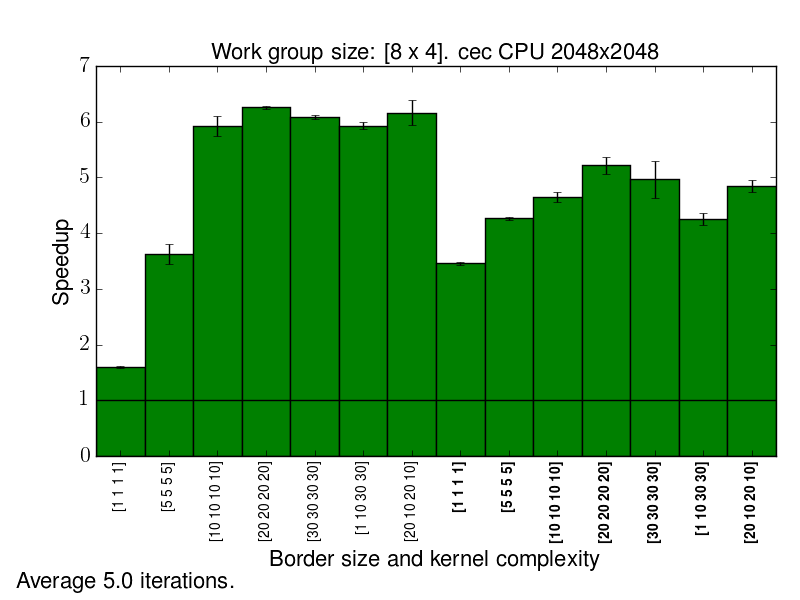 Work group size: [8 x 4]. cec CPU 2048x2048
7
6
5
4
3
2
1
0
Speedup
[1 1 1 1]
[5 5 5 5]
[10 10 10 10]
[20 20 20 20]
[30 30 30 30]
[1 10 30 30]
[20 10 20 10]
[1 1 1 1]
[5 5 5 5]
[10 10 10 10]
[20 20 20 20]
[30 30 30 30]
[1 10 30 30]
[20 10 20 10]
Border size and kernel complexity
Average 5.0 iterations.